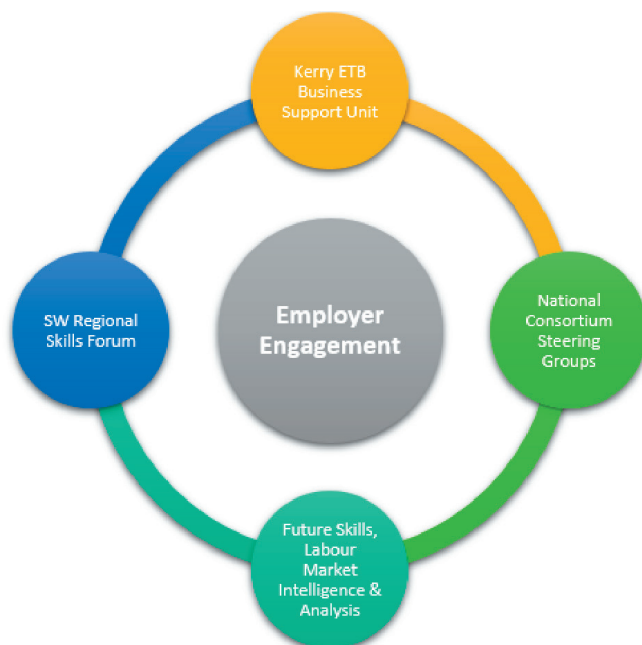 Kerry ETB
Business
Support Unit
SW Regional
Skills Forum
Employer
Engagement
National
Consortium
Steering
Groups
Future Skills,
Labour
Market
Intelligence &
Analysis